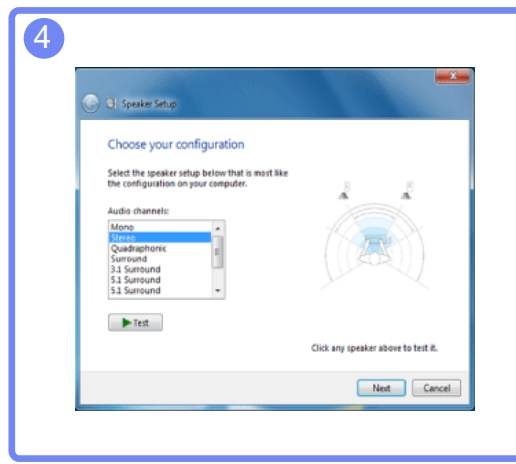 4
Speaker Setup
Choose your configuration
Select the speaker setup below that is most like
the configuration on your computer.
Audio channels:
Mono
Stereo
Quadraphonic
Surround
3.1 Surround
5.1 Surround
5.1 Surround
Test
Click any speaker above to test it.
Next
Cancel